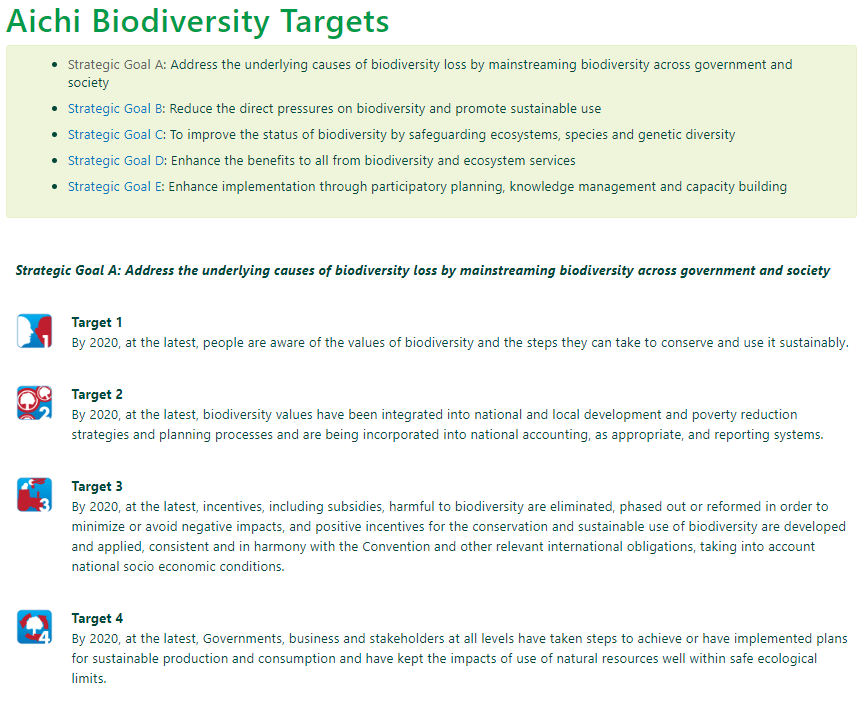 Aichi Biodiversity Targets
Strategic Goal A: Address the underlying causes of biodiversity loss by mainstreaming biodiversity across government and
society
Strategic Goal B: Reduce the direct pressures on biodiversity and promote sustainable use
Strategic Goal C: To improve the status of biodiversity by safeguarding ecosystems, species and genetic diversity
Strategic Goal D: Enhance the benefits to all from biodiversity and ecosystem services
Strategic Goal E: Enhance implementation through participatory planning, knowledge management and capacity building
Strategic Goal A: Address the underlying causes of biodiversity loss by mainstreaming biodiversity across government and society
1
Target 1
By 2020, at the latest, people are aware of the values of biodiversity and the steps they can take to conserve and use it sustainably.
2
Target 2
By 2020, at the latest, biodiversity values have been integrated into national and local development and poverty reduction
strategies and planning processes and are being incorporated into national accounting, as appropriate, and reporting systems.
3
Target 3
By 2020, at the latest, incentives, including subsidies, harmful to biodiversity are eliminated, phased out or reformed in order to
minimize or avoid negative impacts, and positive incentives for the conservation and sustainable use of biodiversity are developed
and applied, consistent and in harmony with the Convention and other relevant international obligations, taking into account
national socio economic conditions.
4
Target 4
By 2020, at the latest, Governments, business and stakeholders at all levels have taken steps to achieve or have implemented plans
for sustainable production and consumption and have kept the impacts of use of natural resources well within safe ecological
limits.